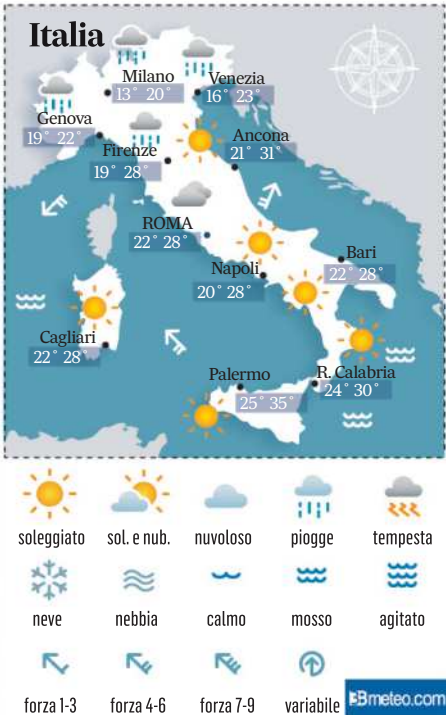 Italia
Milano
13° 20°
Venezia
16° 23°
Genova
19° 22°
Firenze
19° 28°
Ancona
21° 31°
ROMA
22° 28°
Napoli
20° 28°
Bari
22° 28°
Cagliari
22° 28°
Palermo
25° 35°
R. Calabria
24° 30°
soleggiato sol. e nub. nuvoloso piogge tempesta
neve nebbia calmo mosso agitato
forza 1-3 forza 4-6 forza 7-9 variabile
3Bmeteo.com